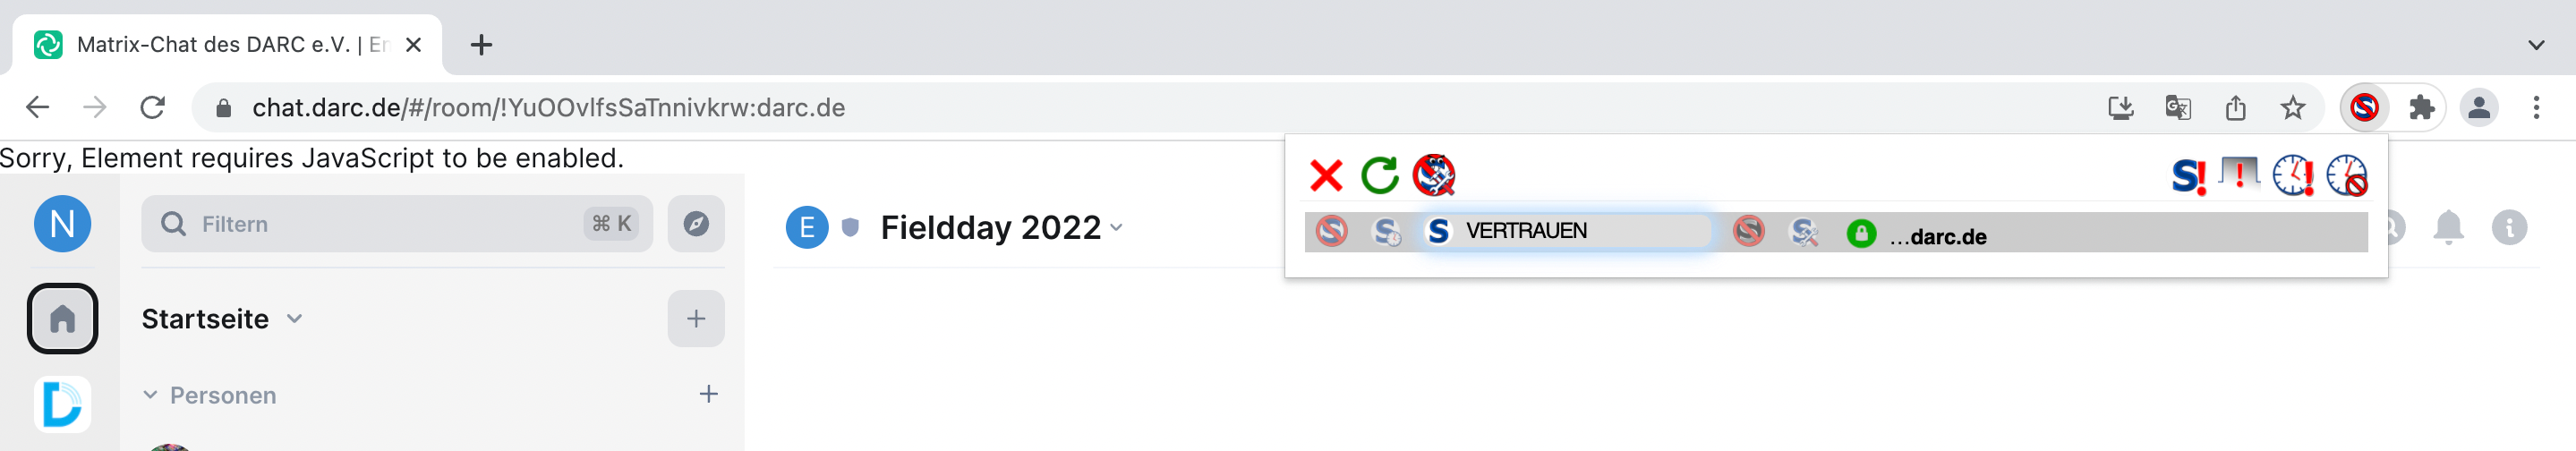 Matrix-Chat des DARC e.V. | Er
chat.darc.de/#/room/!YuOOvlfsSaTnnivkrw:darc.de
Sorry, Element requires JavaScript to be enabled.
VERTRAUEN
...darc.de
N
Filtern
⌘ K
E
Fieldday 2022
Startseite
Personen